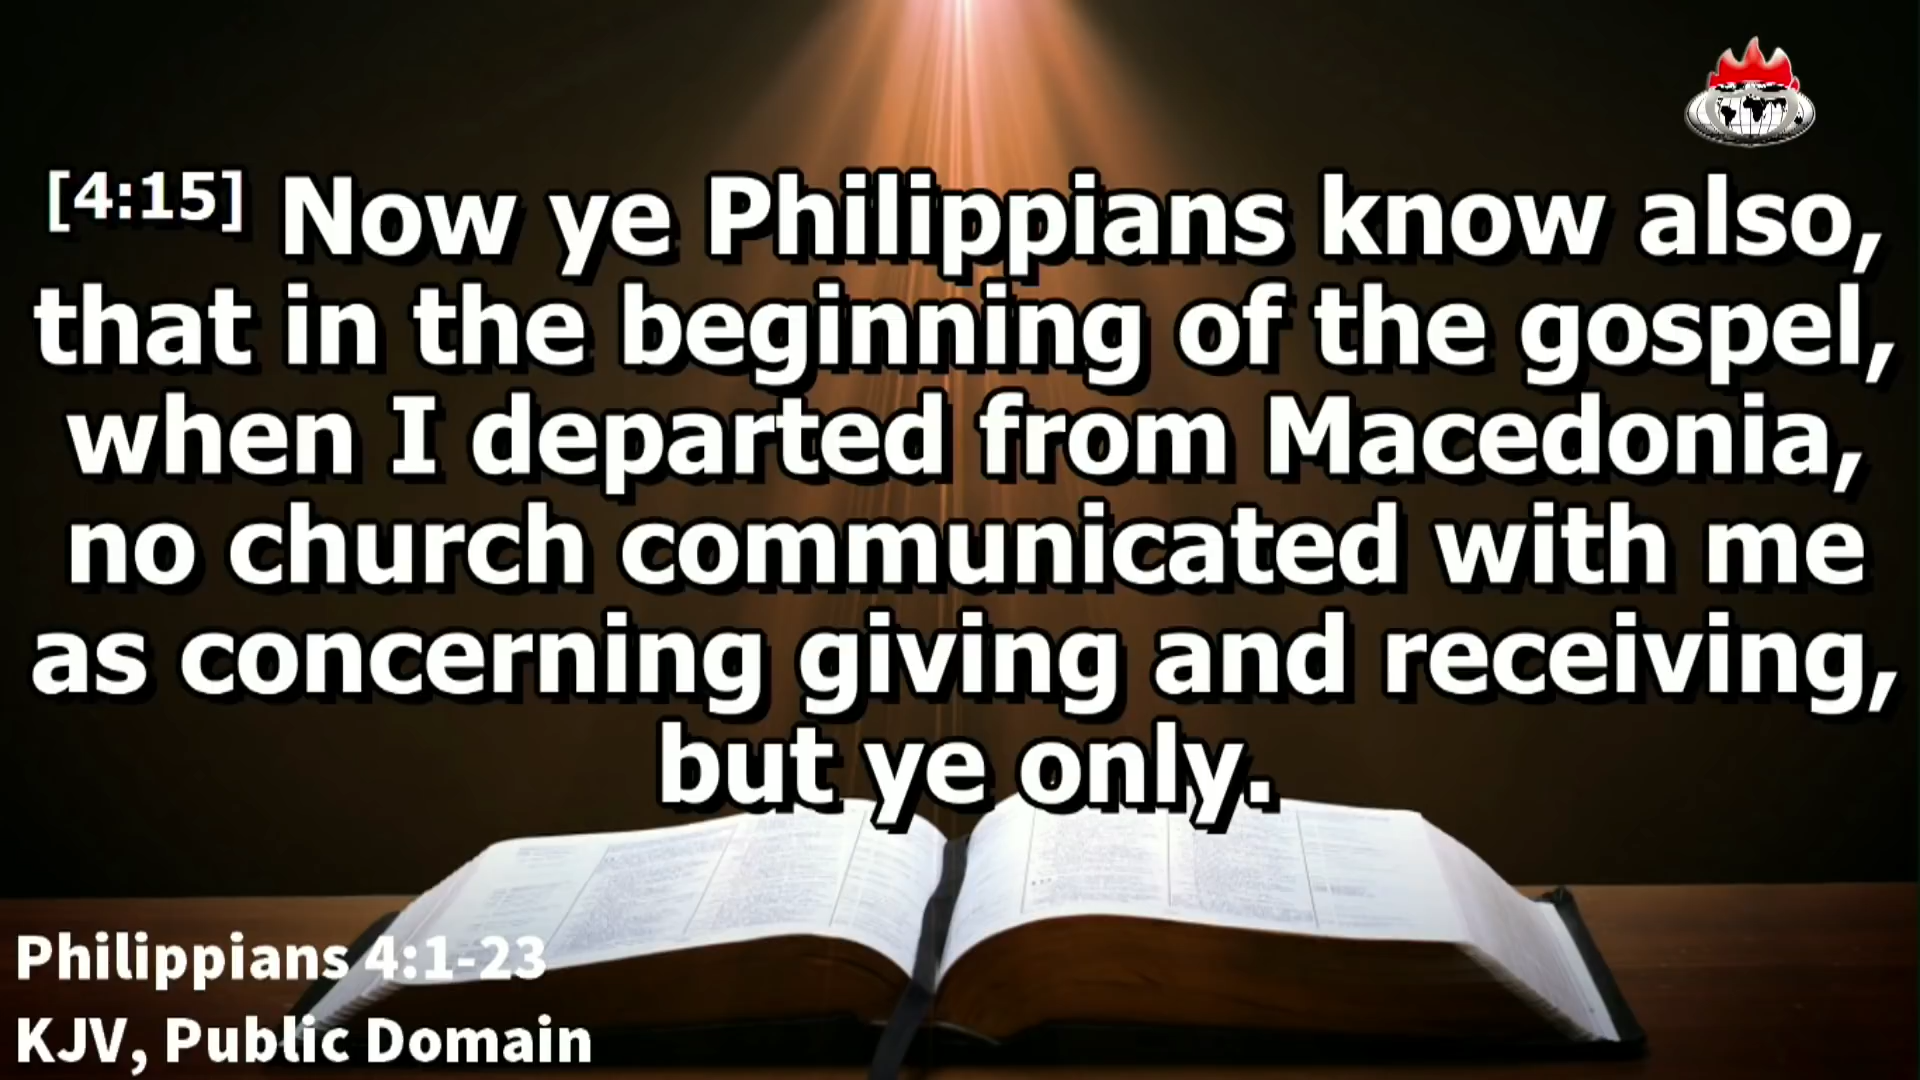 [4:15] Now ye Philippians know also,
that in the beginning of the gospel,
when I departed from Macedonia,
no church communicated with me
as concerning giving and receiving,
but ye only.
Philippians 4:1-23
KJV, Public Domain